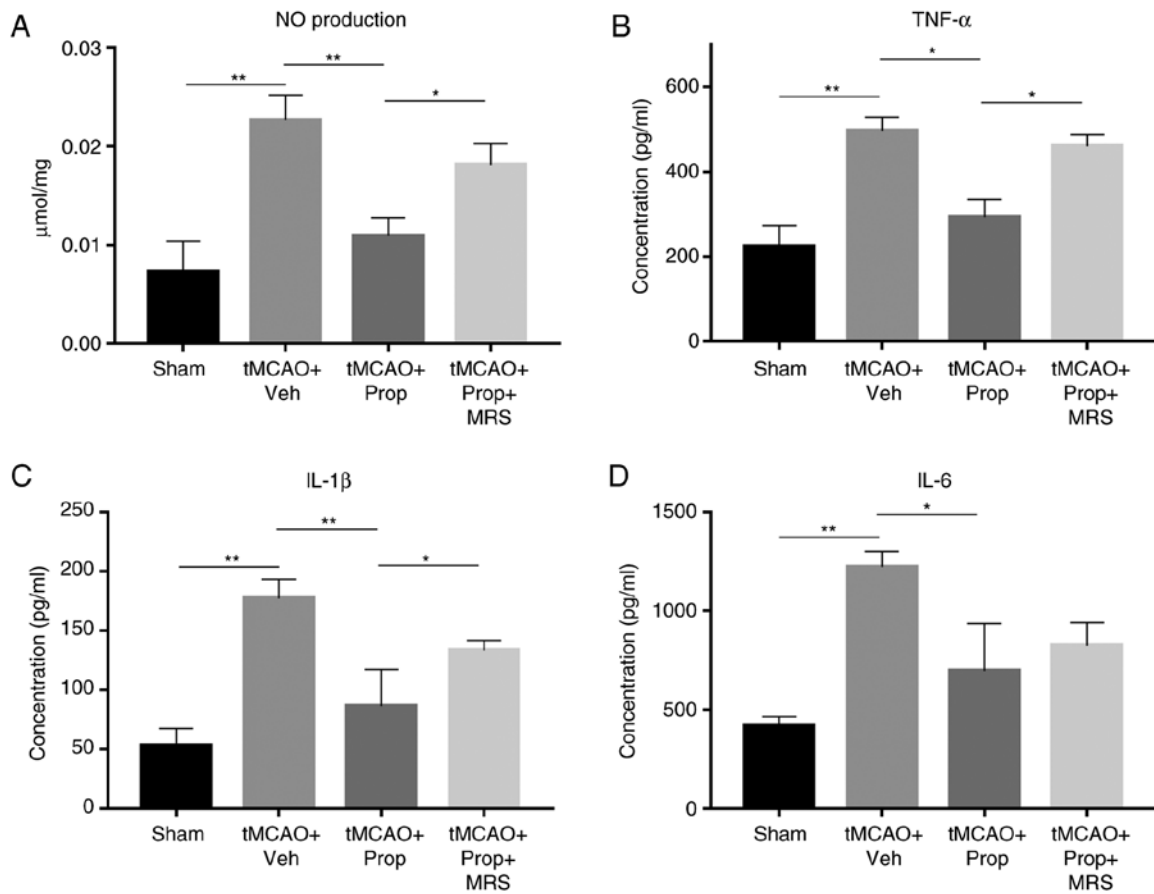 A
NO production
μmol/mg
0.03
0.02
0.01
0.00
**
**
*
Sham
tMCAO+
Veh
tMCAO+
Prop
tMCAO+
Prop+
MRS
B
TNF-α
Concentration (pg/ml)
600
400
200
0
**
*
*
Sham
tMCAO+
Veh
tMCAO+
Prop
tMCAO+
Prop+
MRS
C
IL-1β
Concentration (pg/ml)
250
200
150
100
50
0
**
**
*
Sham
tMCAO+
Veh
tMCAO+
Prop
tMCAO+
Prop+
MRS
D
IL-6
Concentration (pg/ml)
1500
1000
500
0
**
*
Sham
tMCAO+
Veh
tMCAO+
Prop
tMCAO+
Prop+
MRS